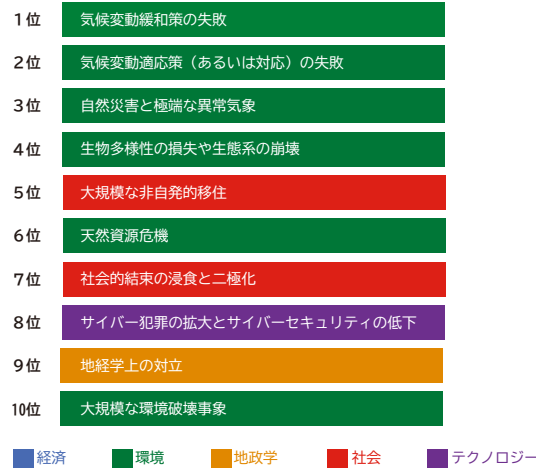 1位 気候変動緩和策の失敗
2位 気候変動適応策（あるいは対応）の失敗
3位 自然災害と極端な異常気象
4位 生物多様性の損失や生態系の崩壊
5位 大規模な非自発的移住
6位 天然資源危機
7位 社会的結束の浸食と二極化
8位 サイバー犯罪の拡大とサイバーセキュリティの低下
9位 地経学上の対立
10位 大規模な環境破壊事象
経済 環境 地政学 社会 テクノロジー